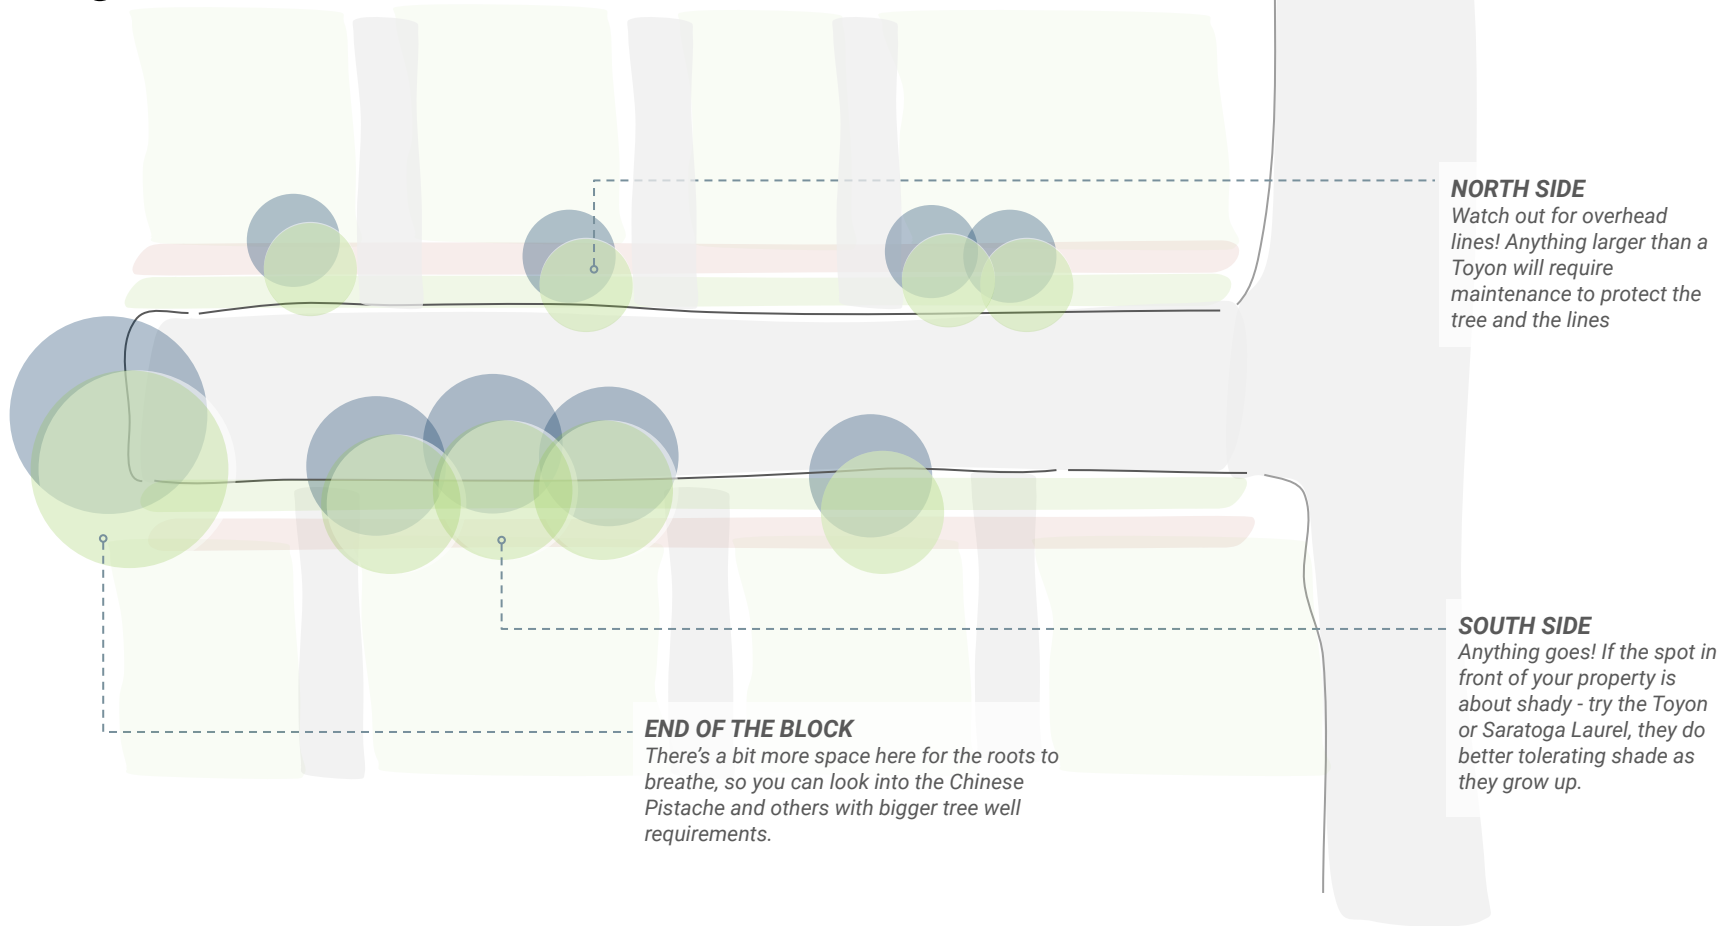 NORTH SIDE
Watch out for overhead
lines! Anything larger than a
Toyon will require
maintenance to protect the
tree and the lines
SOUTH SIDE
Anything goes! If the spot in
front of your property is
about shady - try the Toyon
or Saratoga Laurel, they do
better tolerating shade as
they grow up.
END OF THE BLOCK
There's a bit more space here for the roots to
breathe, so you can look into the Chinese
Pistache and others with bigger tree well
requirements.